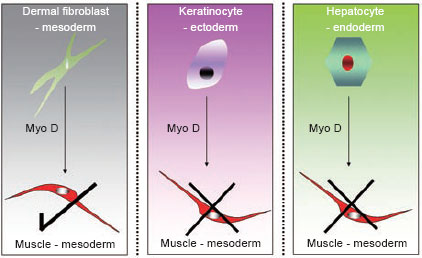 Dermal fibroblast
- mesoderm
Myo D
Muscle - mesoderm
Keratinocyte
- ectoderm
Myo D
Muscle - mesoderm
Hepatocyte
- endoderm
Myo D
Muscle - mesoderm